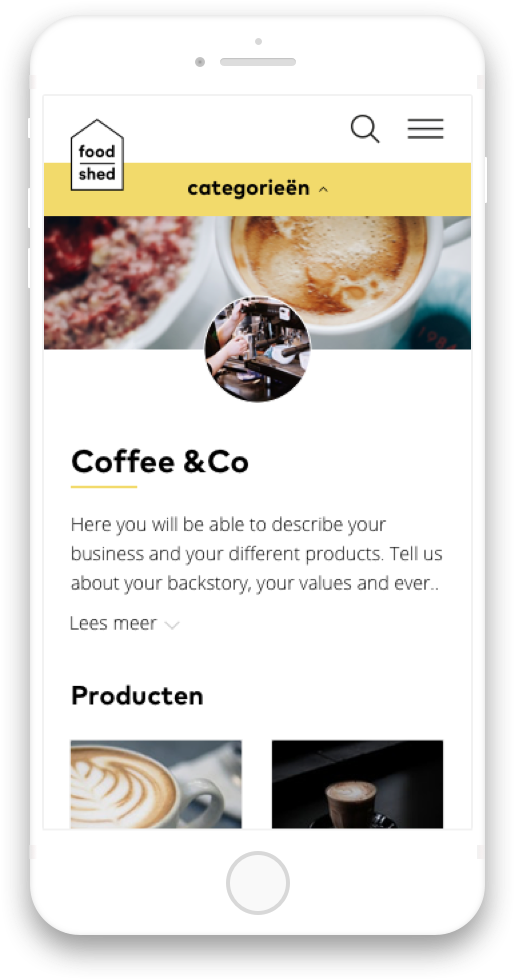 food
shed
categorieën
1984
Coffee &Co
Here you will be able to describe your
business and your different products. Tell us
about your backstory, your values and ever..
Lees meer
Producten